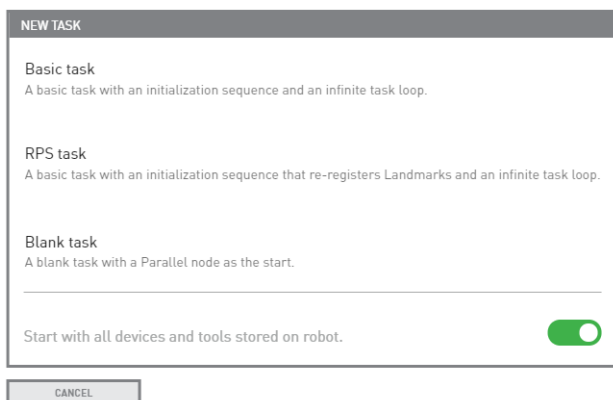 NEW TASK
Basic task
A basic task with an initialization sequence and an infinite task loop.
RPS task
A basic task with an initialization sequence that re-registers Landmarks and an infinite task loop.
Blank task
A blank task with a Parallel node as the start.
Start with all devices and tools stored on robot.
CANCEL